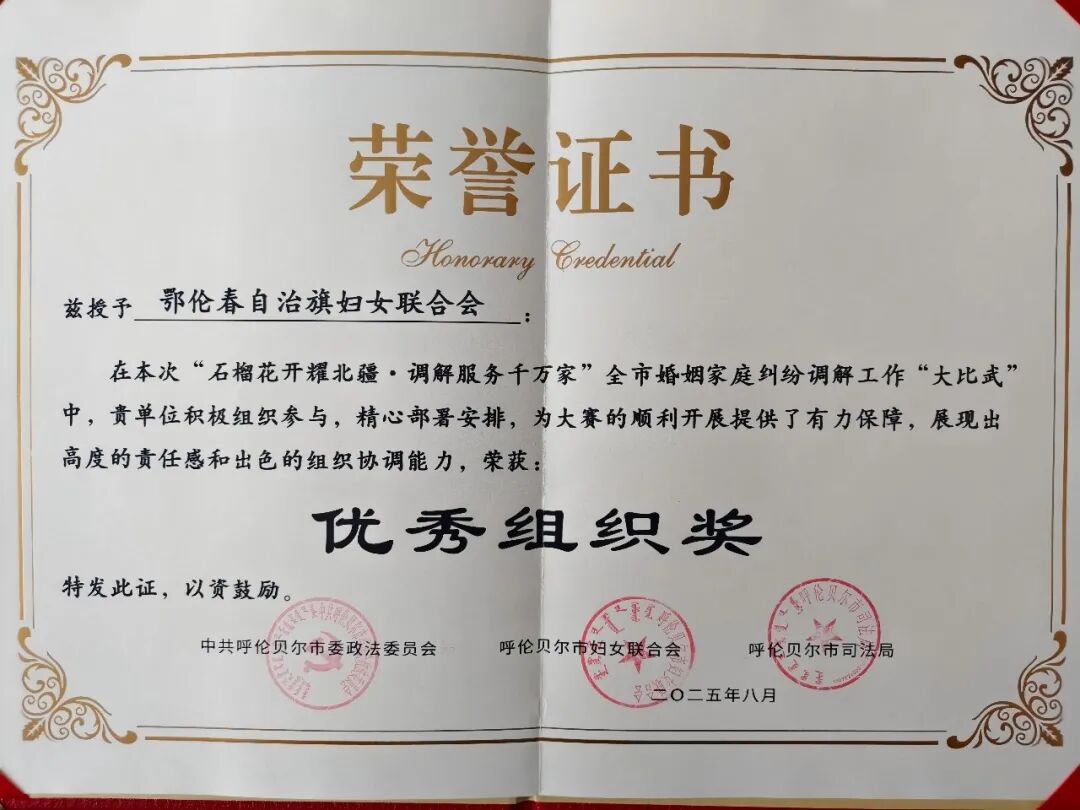 荣誉证书
Honorary Credential
兹授予 鄂伦春自治旗妇女联合会：
在本次“石榴花开耀北疆·调解服务千万家”全市婚姻家庭纠纷调解工作“大比武”
中，贵单位积极组织参与，精心部署安排，为大赛的顺利开展提供了有力保障，展现出
高度的责任感和出色的组织协调能力，荣获：
优秀组织奖
特发此证，以资鼓励。
中共呼伦贝尔市委政法委员会 呼伦贝尔市妇女联合会 呼伦贝尔市司法局
二〇二五年八月
呼伦贝尔市司法局